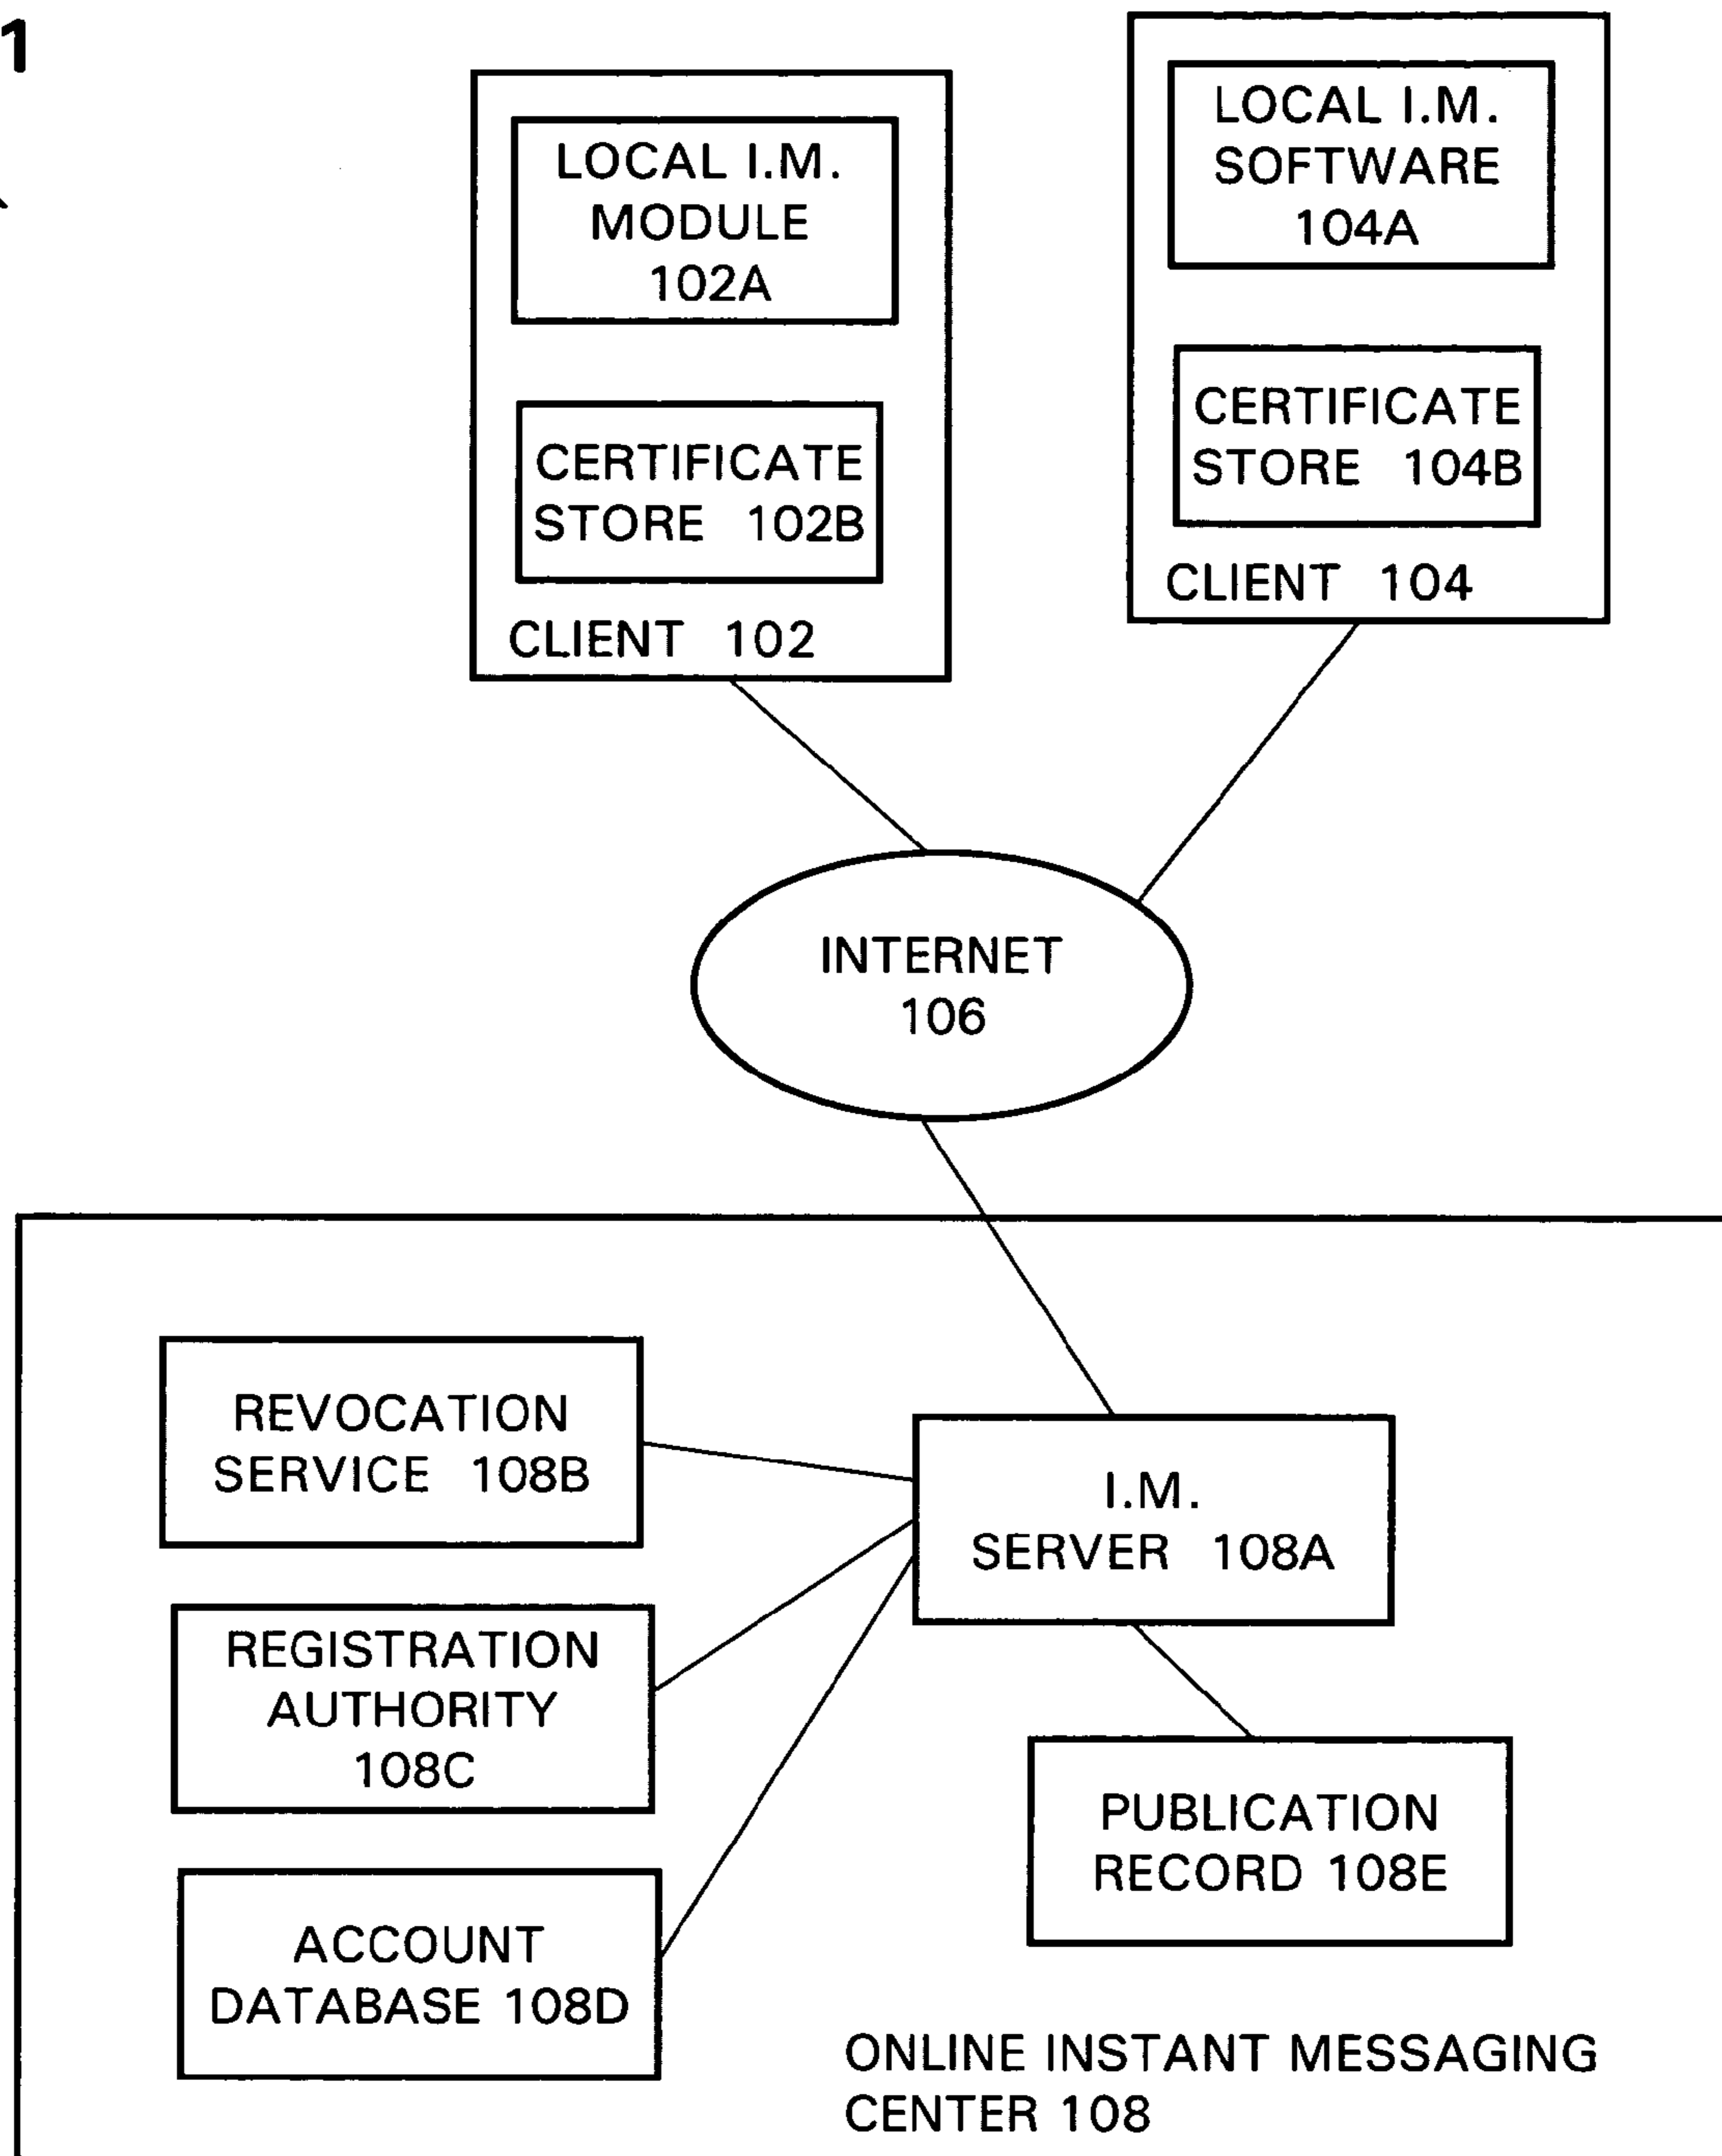 1
LOCAL I.M.
MODULE
102A
CERTIFICATE
STORE 102B
CLIENT 102
LOCAL I.M.
SOFTWARE
104A
CERTIFICATE
STORE 104B
CLIENT 104
INTERNET
106
REVOCATION
SERVICE 108B
I.M.
SERVER 108A
REGISTRATION
AUTHORITY
108C
PUBLICATION
RECORD 108E
ACCOUNT
DATABASE 108D
ONLINE INSTANT MESSAGING
CENTER 108